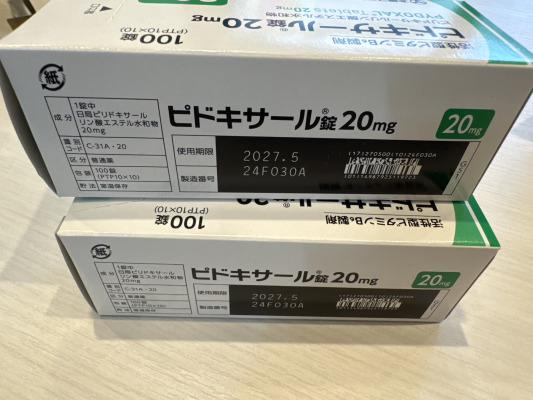 20
活性型ビタミンB₆製剤
ピドキサール®錠20mg
PYDOXAL® Tablets 20mg
100錠
(PTP10×10)
紙
成分
1錠中
日局ピリドキサール
リン酸エステル水和物
20mg
識別コード
C-31A・20
区分
普通薬
包装
100錠
(PTP10×10)
貯法
室温保存
ピドキサール®錠20mg
20mg
使用期限
2027.5
製造番号
24F030A
活性型ビタミンB₆製剤
100錠
(PTP10×10)
紙
成分
1錠中
日局ピリドキサール
リン酸エステル水和物
20mg
C-31A・20
普通薬
100錠
(PTP10×10)
室温保存
ピドキサール®錠20mg
20mg
使用期限
2027.5
製造番号
24F030A